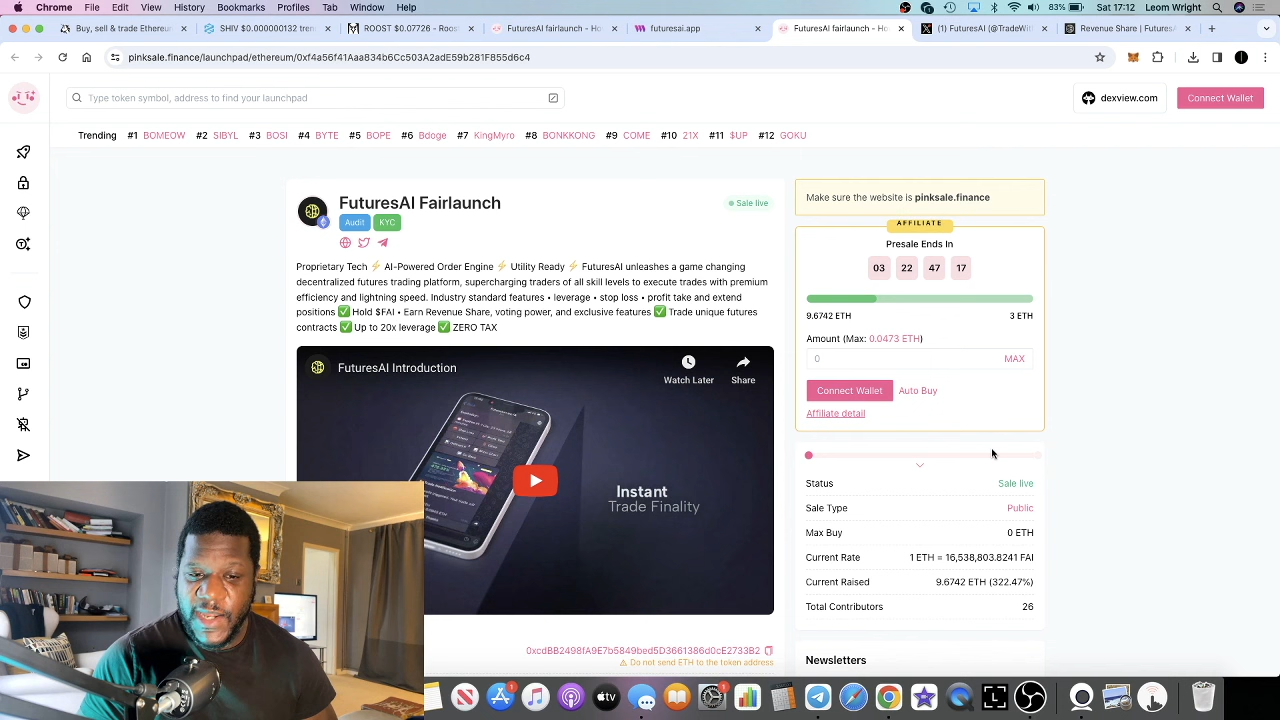 Chrome File Edit View History Bookmarks Profiles Tab Window Help
83% Sat 17:12 Leom Wright
Buy, sell & trade Ethereum
SHIV $0.000000132 tren
ROST $0.07726 - Roost
FuturesAI fairlaunch - Ho
futuresai.app
FuturesAI fairlaunch - Ho
(1) FuturesAI (@TradeWit
Revenue Share | FuturesA
pinksale.finance/launchpad/ethereum/0xf4a56f41Aaa834b6Cc503A2adE59b281F855d6c4
Type token symbol, address to find your launchpad
dexview.com
Connect Wallet
Trending #1 BOMEOW #2 SIBYL #3 BOSI #4 BYTE #5 BOPE #6 Bdoge #7 KingMyro #8 BONKKONG #9 COME #10 21X #11 $UP #12 GOKU
FuturesAI Fairlaunch
Sale live
Audit KYC
Proprietary Tech ⚡ AI-Powered Order Engine ⚡ Utility Ready ⚡ FuturesAI unleashes a game changing
decentralized futures trading platform, supercharging traders of all skill levels to execute trades with premium
efficiency and lightning speed. Industry standard features • leverage • stop loss • profit take and extend
positions ✅ Hold $FAI • Earn Revenue Share, voting power, and exclusive features ✅ Trade unique futures
contracts ✅ Up to 20x leverage ✅ ZERO TAX
FuturesAI Introduction
Watch Later
Share
Instant
Trade Finality
0xcdBB2498fA9E7b5849bed5D3661386d0cE2733B2
Do not send ETH to the token address
Make sure the website is pinksale.finance
AFFILIATE
Presale Ends In
03 22 47 17
9.6742 ETH 3 ETH
Amount (Max: 0.0473 ETH)
0 MAX
Connect Wallet Auto Buy
Affiliate detail
Status Sale live
Sale Type Public
Max Buy 0 ETH
Current Rate 1 ETH = 16,538,803.8241 FAI
Current Raised 9.6742 ETH (322.47%)
Total Contributors 26
Newsletters